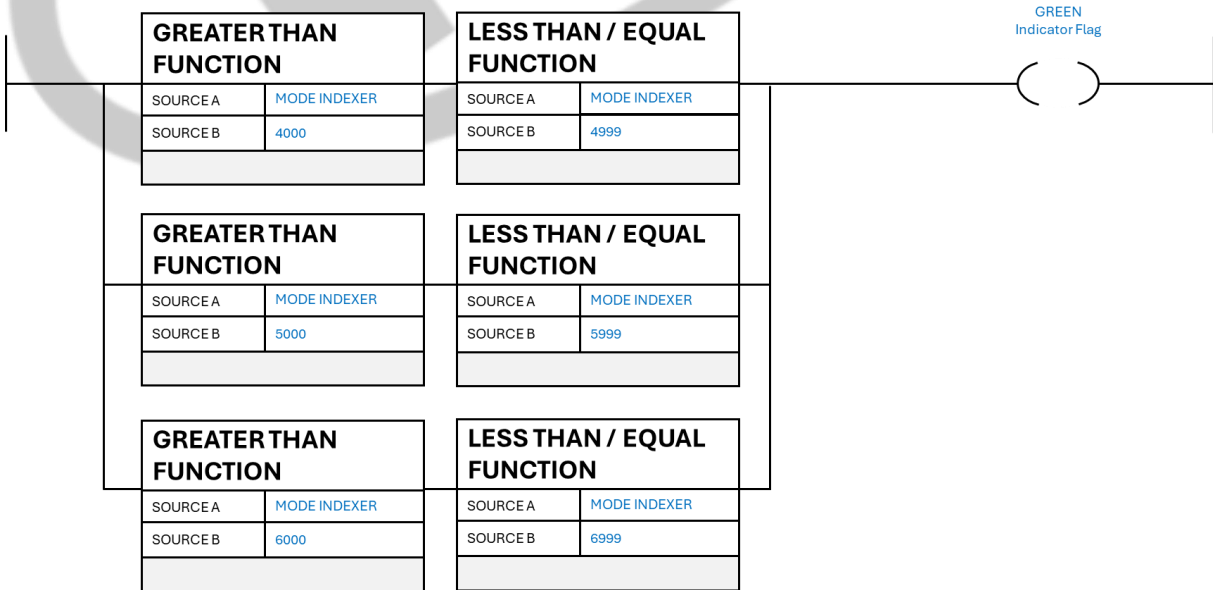 GREEN
Indicator Flag
GREATER THAN
FUNCTION
SOURCE A MODE INDEXER
SOURCE B 4000
LESS THAN / EQUAL
FUNCTION
SOURCE A MODE INDEXER
SOURCE B 4999
GREATER THAN
FUNCTION
SOURCE A MODE INDEXER
SOURCE B 5000
LESS THAN / EQUAL
FUNCTION
SOURCE A MODE INDEXER
SOURCE B 5999
GREATER THAN
FUNCTION
SOURCE A MODE INDEXER
SOURCE B 6000
LESS THAN / EQUAL
FUNCTION
SOURCE A MODE INDEXER
SOURCE B 6999